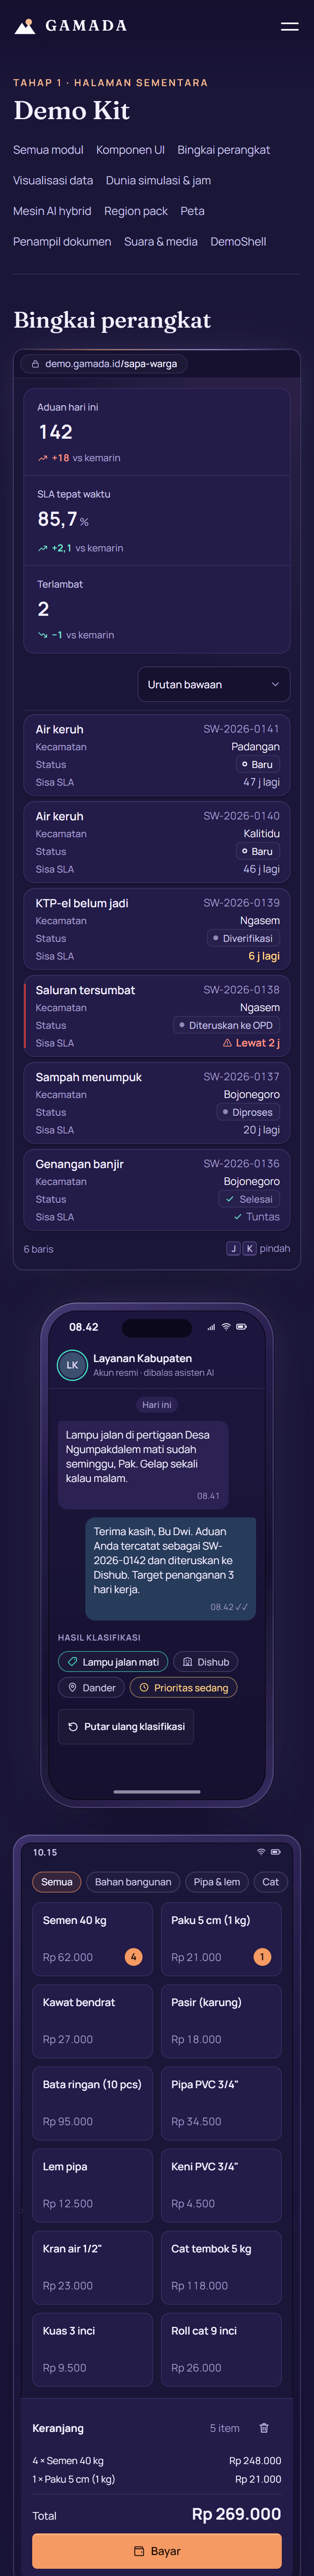 GAMADA
TAHAP 1 · HALAMAN SEMENTARA
Demo Kit
Semua modul Komponen UI Bingkai perangkat
Visualisasi data Dunia simulasi & jam
Mesin AI hybrid Region pack Peta
Penampil dokumen Suara & media DemoShell
Bingkai perangkat
demo.gamada.id/sapa-warga
Aduan hari ini
142
+18 vs kemarin
SLA tepat waktu
85,7 %
+2,1 vs kemarin
Terlambat
2
−1 vs kemarin
Urutan bawaan
Air keruh SW-2026-0141
Kecamatan Padangan
Status Baru
Sisa SLA 47 j lagi
Air keruh SW-2026-0140
Kecamatan Kalitidu
Status Baru
Sisa SLA 46 j lagi
KTP-el belum jadi SW-2026-0139
Kecamatan Ngasem
Status Diverifikasi
Sisa SLA 6 j lagi
Saluran tersumbat SW-2026-0138
Kecamatan Ngasem
Status Diteruskan ke OPD
Sisa SLA Lewat 2 j
Sampah menumpuk SW-2026-0137
Kecamatan Bojonegoro
Status Diproses
Sisa SLA 20 j lagi
Genangan banjir SW-2026-0136
Kecamatan Bojonegoro
Status Selesai
Sisa SLA Tuntas
6 baris J K pindah
08.42
LK
Layanan Kabupaten
Akun resmi · dibalas asisten AI
Hari ini
Lampu jalan di pertigaan Desa
Ngumpakdalem mati sudah
seminggu, Pak. Gelap sekali
kalau malam.
08.41
Terima kasih, Bu Dwi. Aduan
Anda tercatat sebagai SW-
2026-0142 dan diteruskan ke
Dishub. Target penanganan 3
hari kerja.
08.42 ✓✓
HASIL KLASIFIKASI
Lampu jalan mati Dishub
Dander Prioritas sedang
Putar ulang klasifikasi
10.15
Semua Bahan bangunan Pipa & lem Cat
Semen 40 kg Paku 5 cm (1 kg)
Rp 62.000 4 Rp 21.000 1
Kawat bendrat Pasir (karung)
Rp 27.000 Rp 18.000
Bata ringan (10 pcs) Pipa PVC 3/4"
Rp 95.000 Rp 34.500
Lem pipa Keni PVC 3/4"
Rp 12.500 Rp 4.500
Kran air 1/2" Cat tembok 5 kg
Rp 23.000 Rp 118.000
Kuas 3 inci Roll cat 9 inci
Rp 9.500 Rp 26.000
Keranjang 5 item
4 × Semen 40 kg Rp 248.000
1 × Paku 5 cm (1 kg) Rp 21.000
Total Rp 269.000
Bayar